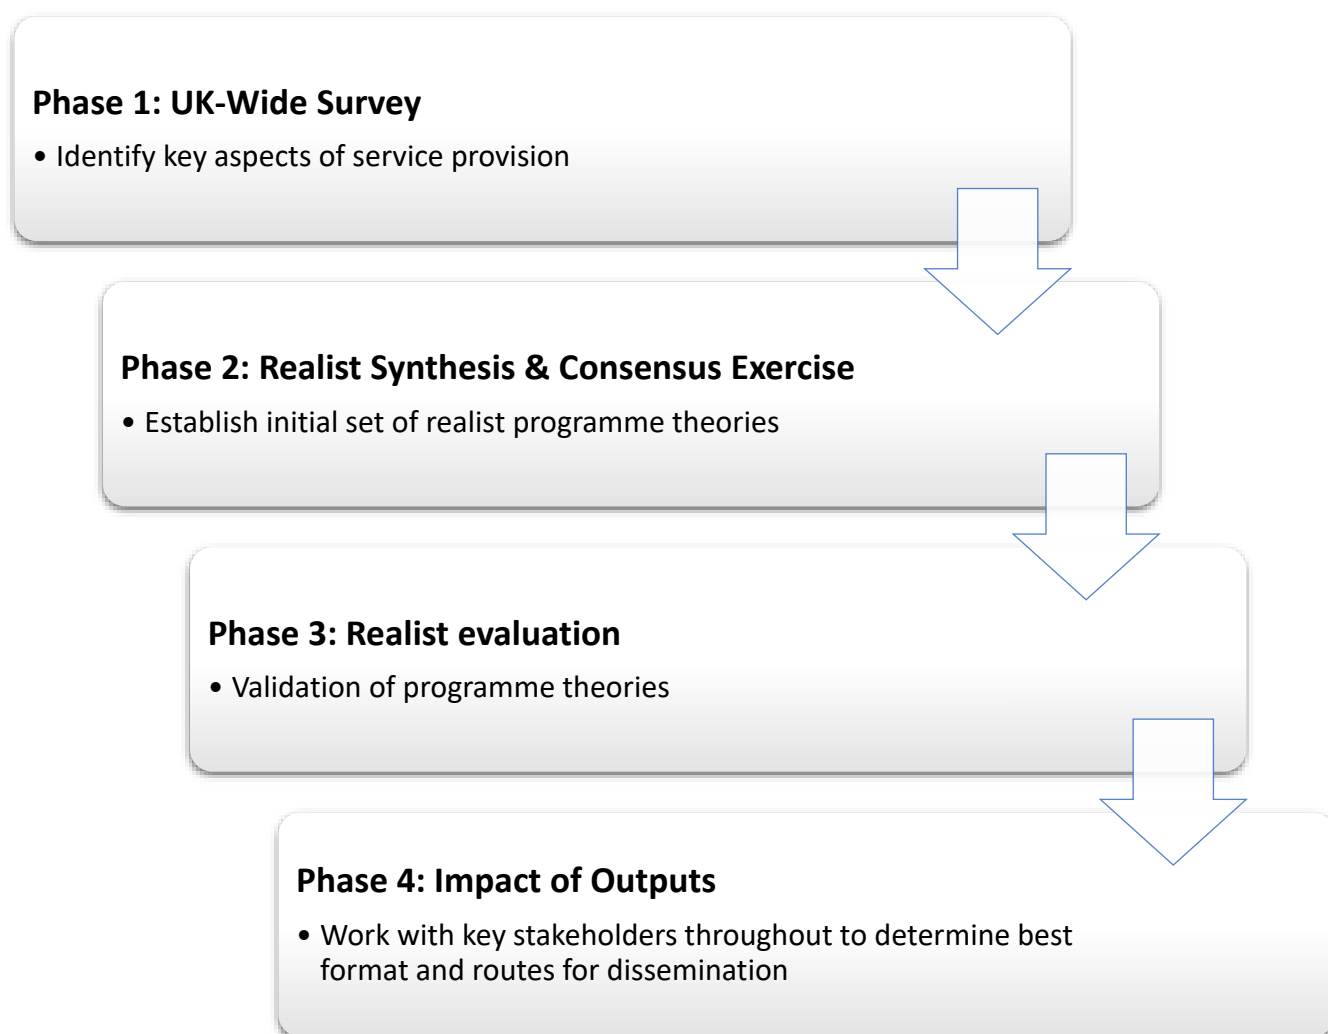 Phase 1: UK-Wide Survey
• Identify key aspects of service provision
Phase 2: Realist Synthesis & Consensus Exercise
• Establish initial set of realist programme theories
Phase 3: Realist evaluation
• Validation of programme theories
Phase 4: Impact of Outputs
• Work with key stakeholders throughout to determine best
format and routes for dissemination